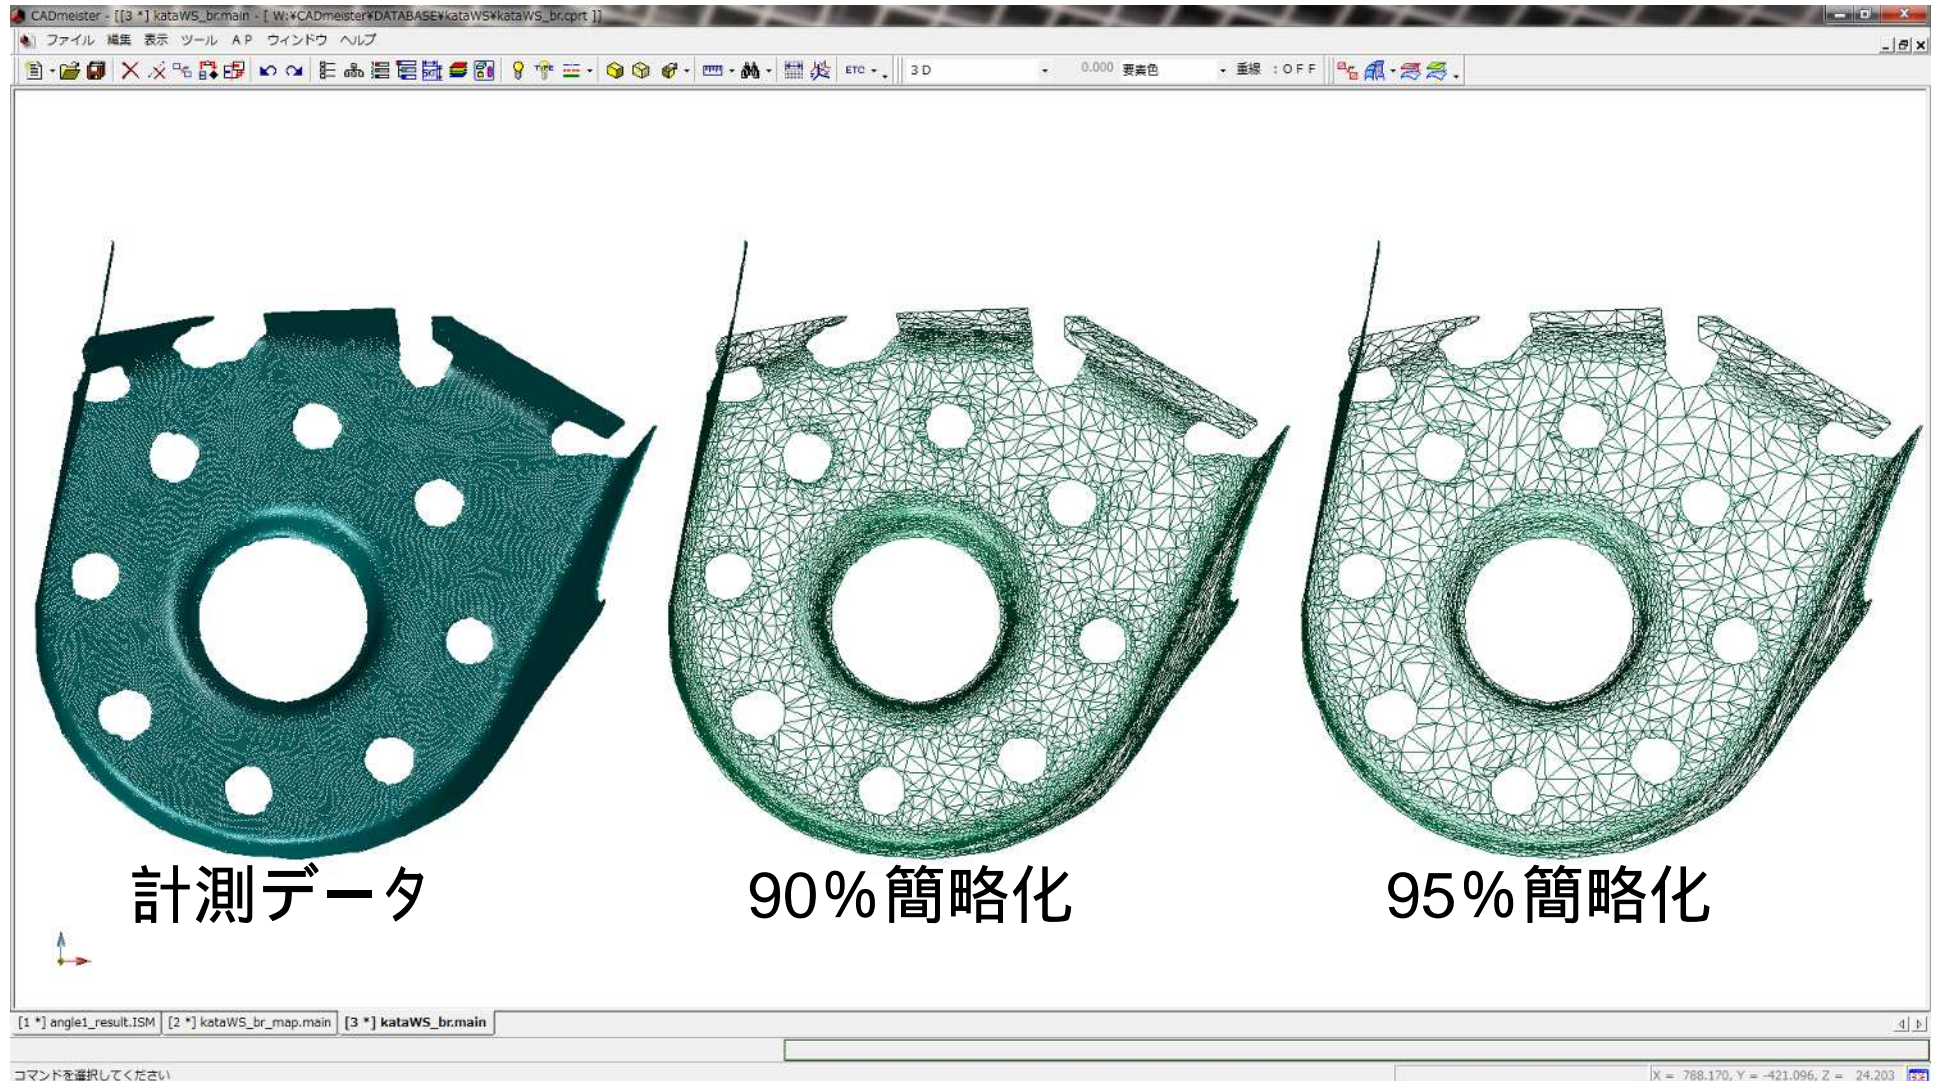 CADmeister - [[3 *] kataWS_br.main - [ W:¥CADmeister¥DATABASE¥kataWS¥kataWS_br.cprt ]]
ファイル 編集 表示 ツール AP ウィンドウ ヘルプ
ETC 3D 0.000 要素色 重線 :OFF
計測データ
90%簡略化
95%簡略化
[1 *] angle1_result.ISM [2 *] kataWS_br_map.main [3 *] kataWS_br.main
コマンドを選択してください
X = 788.170, Y = -421.096, Z = 24.203